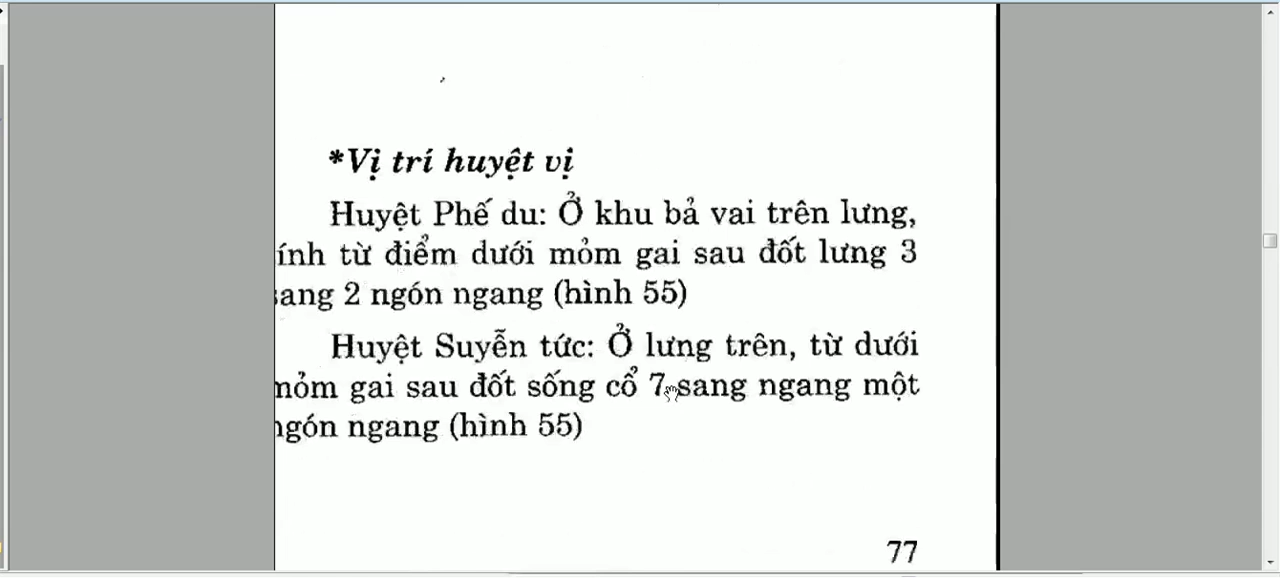 *Vị trí huyệt vị
Huyệt Phế du: Ở khu bả vai trên lưng,
ính từ điểm dưới mỏm gai sau đốt lưng 3
ang 2 ngón ngang (hình 55)
Huyệt Suyễn tức: Ở lưng trên, từ dưới
mỏm gai sau đốt sống cổ 7 sang ngang một
ngón ngang (hình 55)
77